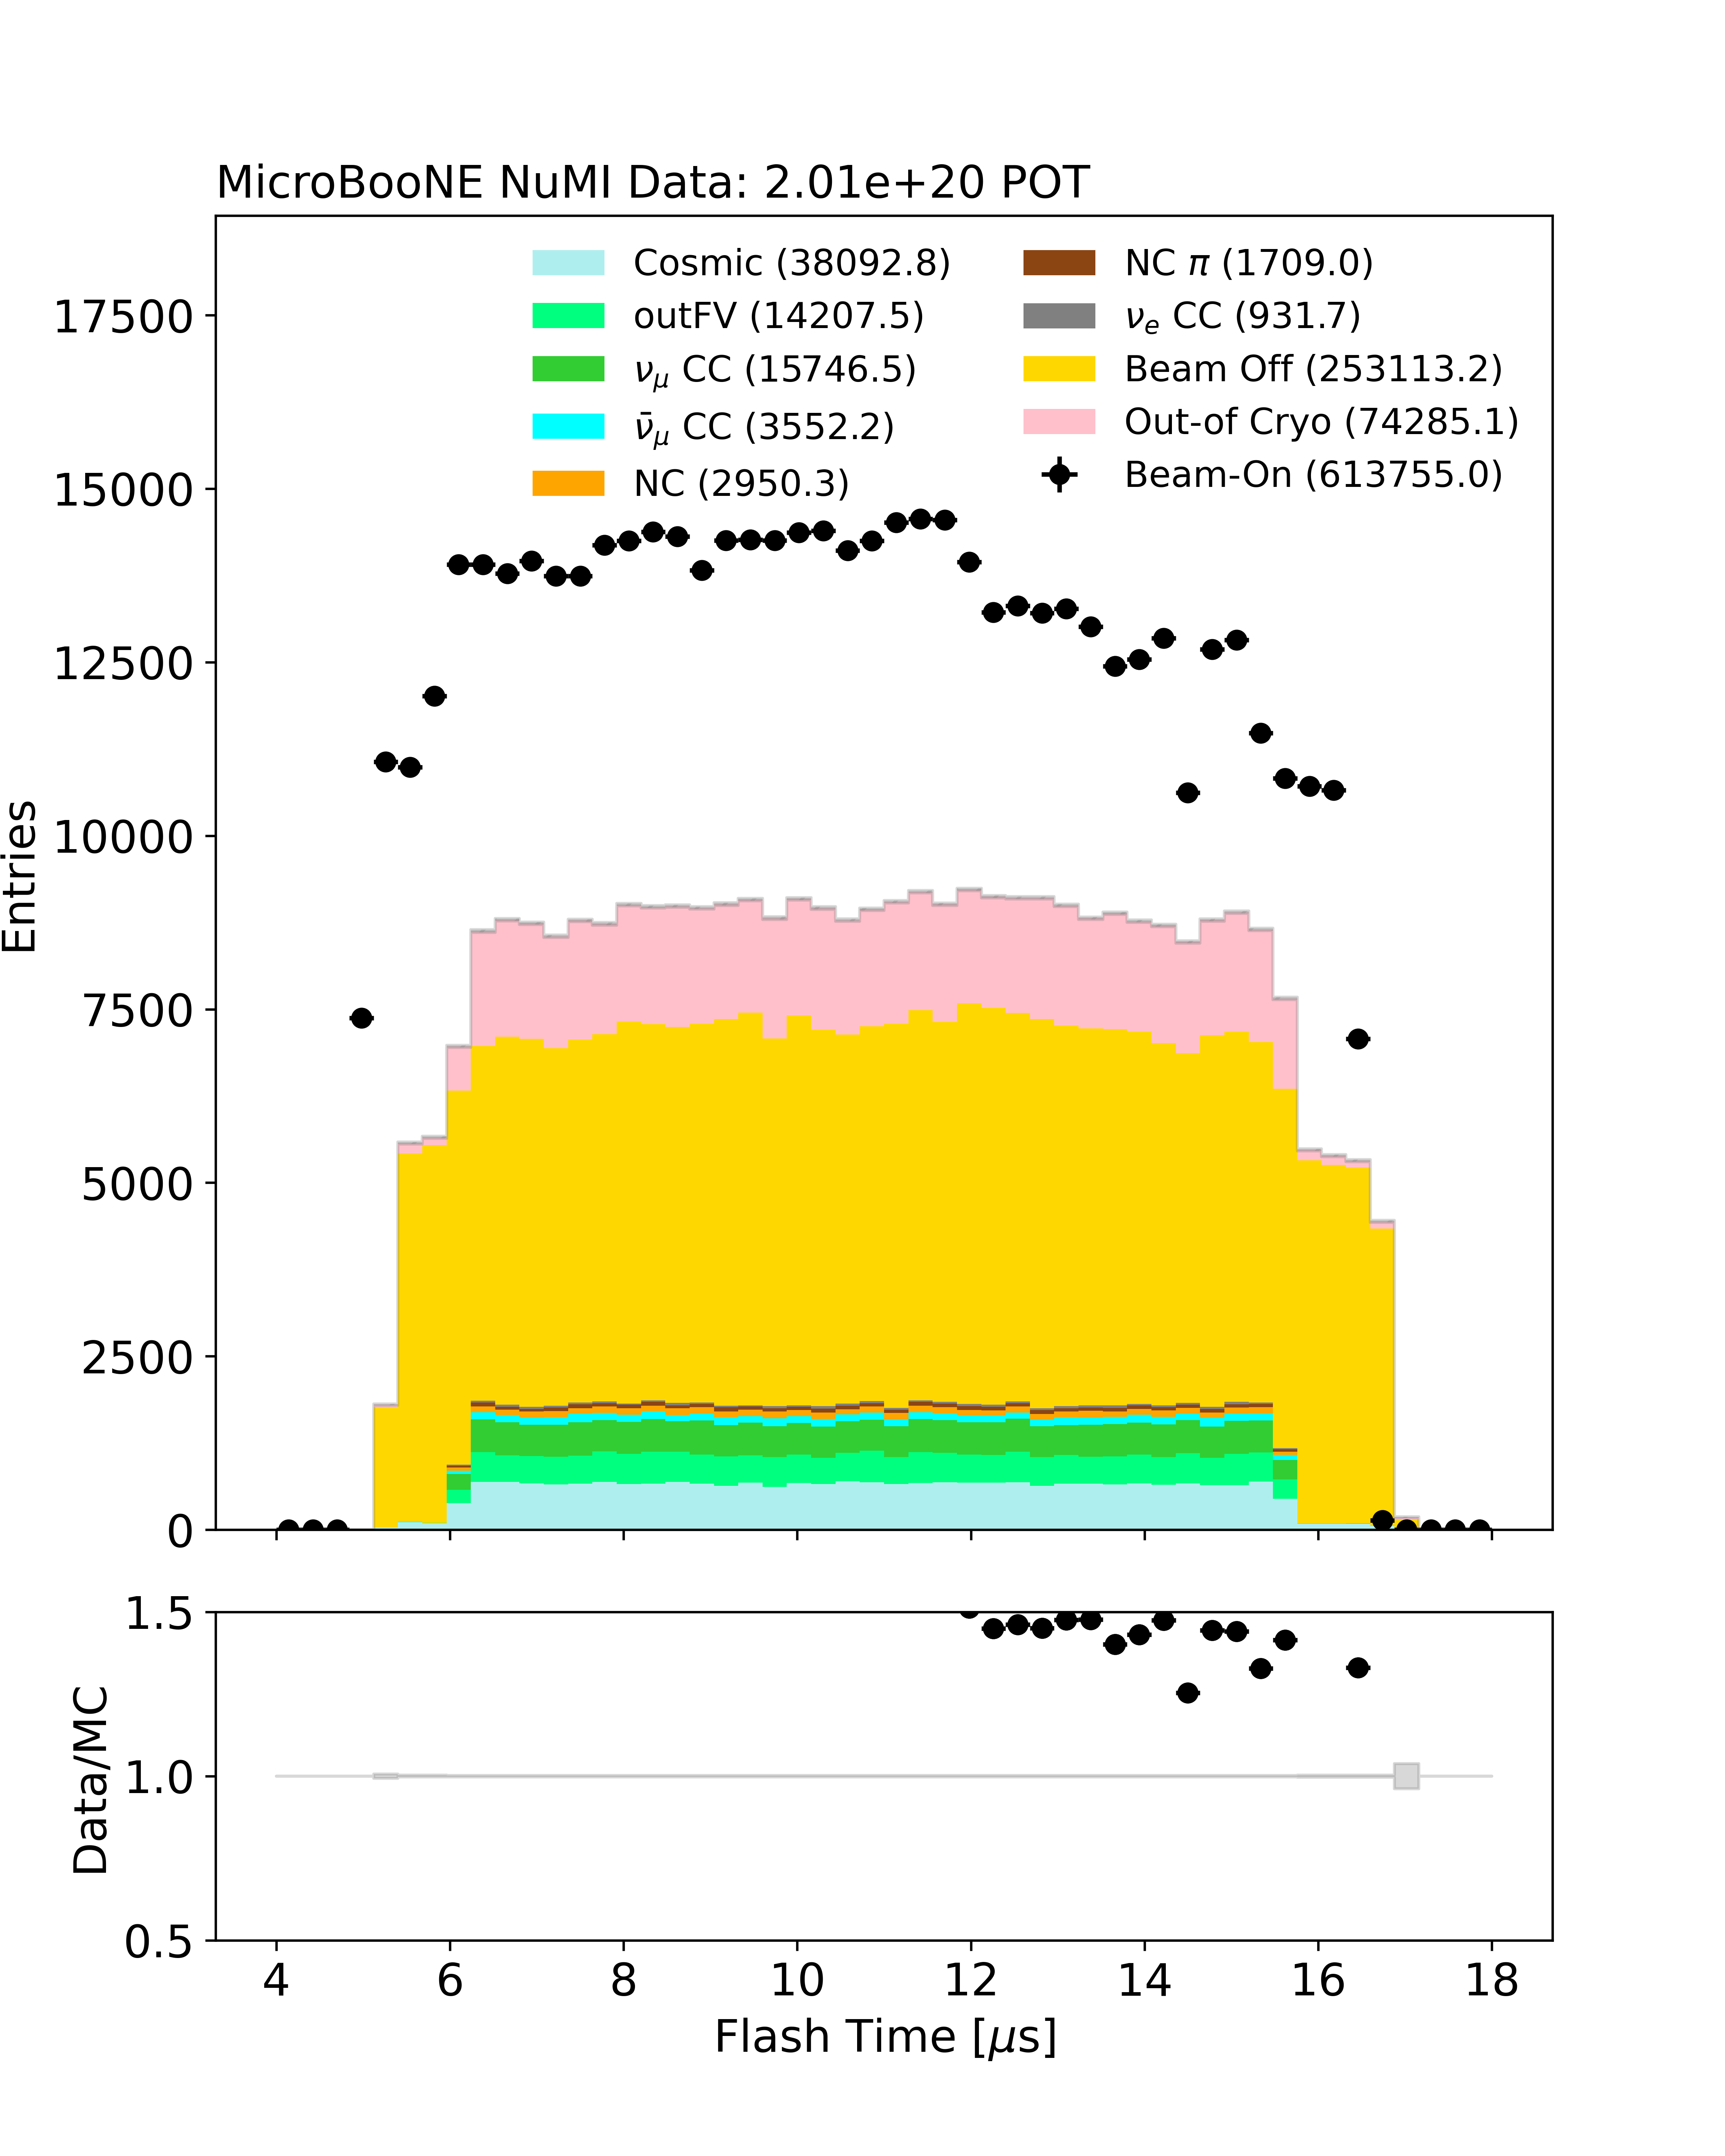 MicroBooNE NuMI Data: 2.01e+20 POT
Cosmic (38092.8)
outFV (14207.5)
νμ CC (15746.5)
ν̄μ CC (3552.2)
NC (2950.3)
NC π (1709.0)
νe CC (931.7)
Beam Off (253113.2)
Out-of Cryo (74285.1)
Beam-On (613755.0)
Entries
17500
15000
12500
10000
7500
5000
2500
0
Data/MC
1.5
1.0
0.5
4 6 8 10 12 14 16 18
Flash Time [μs]